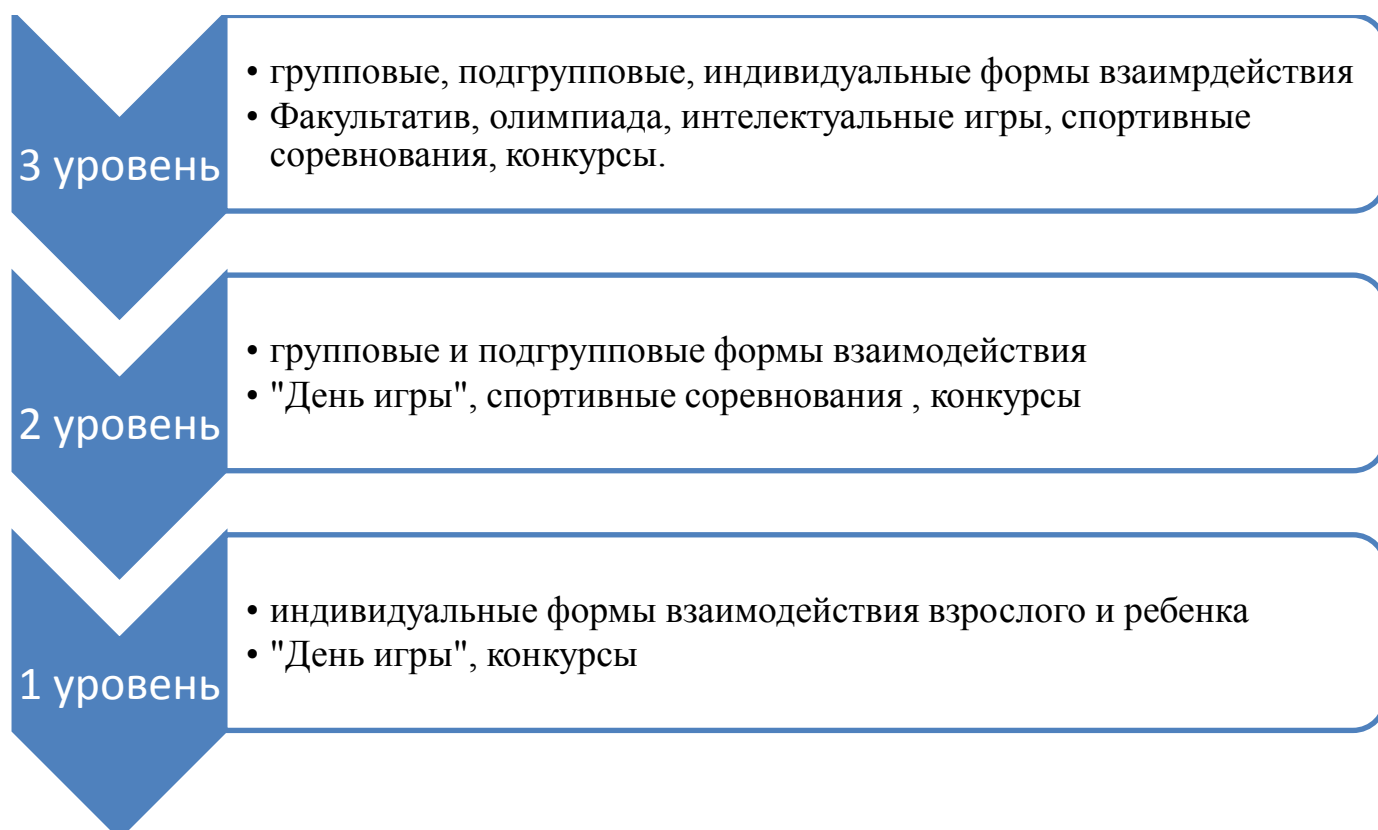 3 уровень
• групповые, подгрупповые, индивидуальные формы взаимрдействия
• Факультатив, олимпиада, интелектуальные игры, спортивные
соревнования, конкурсы.
2 уровень
• групповые и подгрупповые формы взаимодействия
• "День игры", спортивные соревнования , конкурсы
1 уровень
• индивидуальные формы взаимодействия взрослого и ребенка
• "День игры", конкурсы